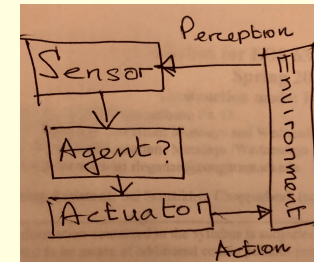 Perception
Sensor
Environment
Agent?
Actuator
Action